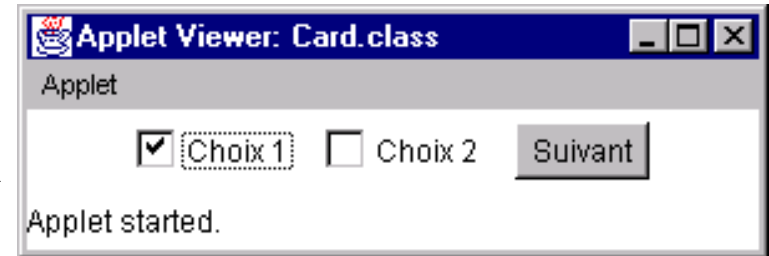 Applet Viewer: Card.class
Applet
Choix 1 Choix 2 Suivant
Applet started.